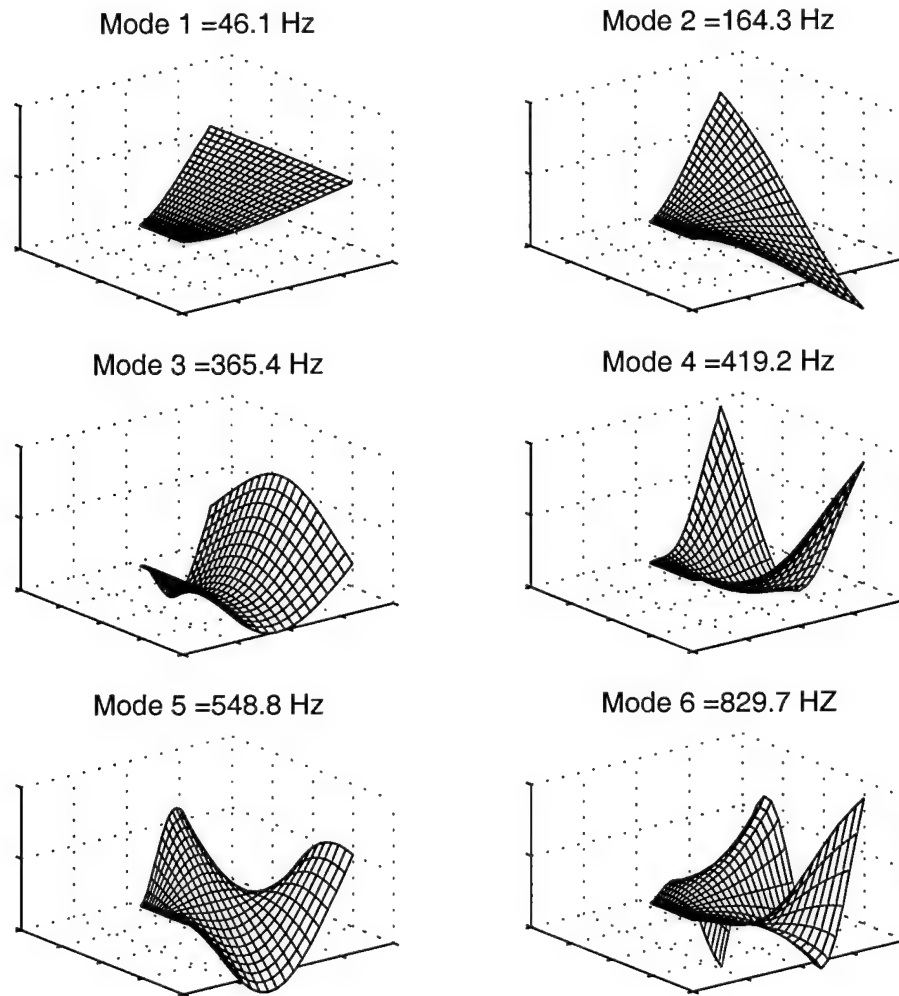 Mode 1 =46.1 Hz
Mode 2 =164.3 Hz
Mode 3 =365.4 Hz
Mode 4 =419.2 Hz
Mode 5 =548.8 Hz
Mode 6 =829.7 HZ